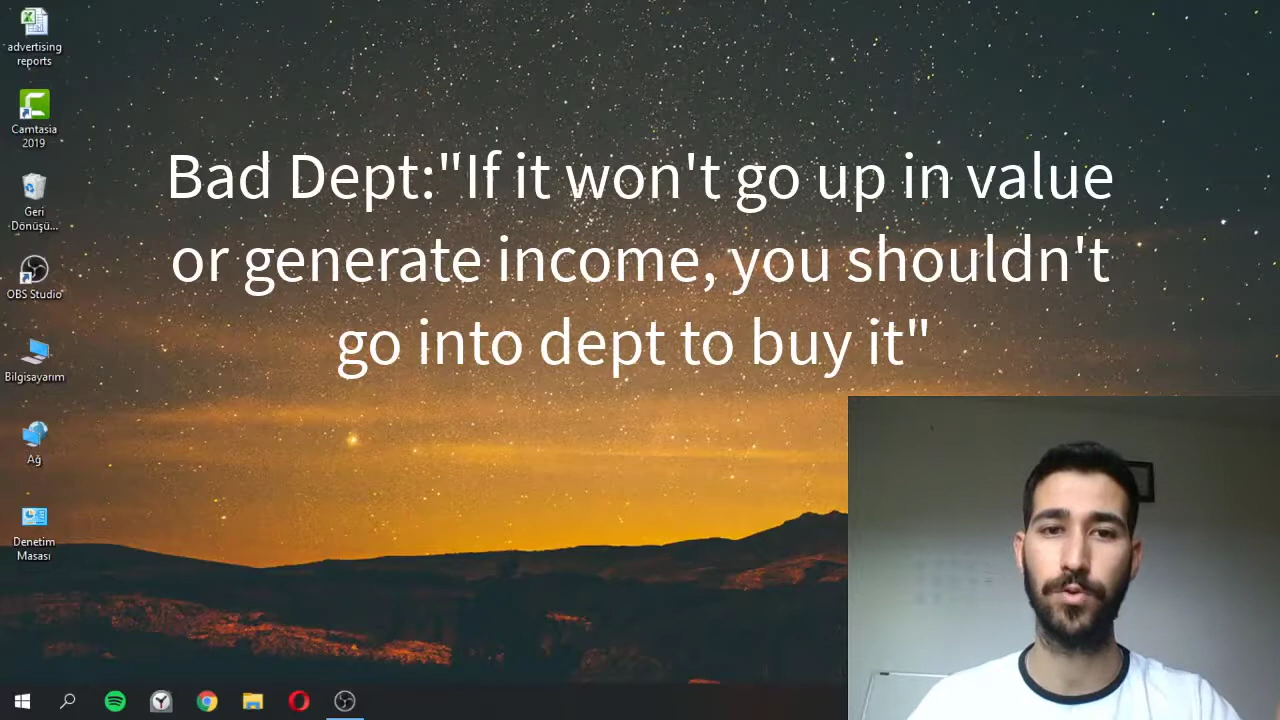 advertising
reports
Camtasia
2019
Geri
Dönüşü...
OBS Studio
Bilgisayarım
Ağ
Denetim
Masası
Bad Dept:"If it won't go up in value
or generate income, you shouldn't
go into dept to buy it"